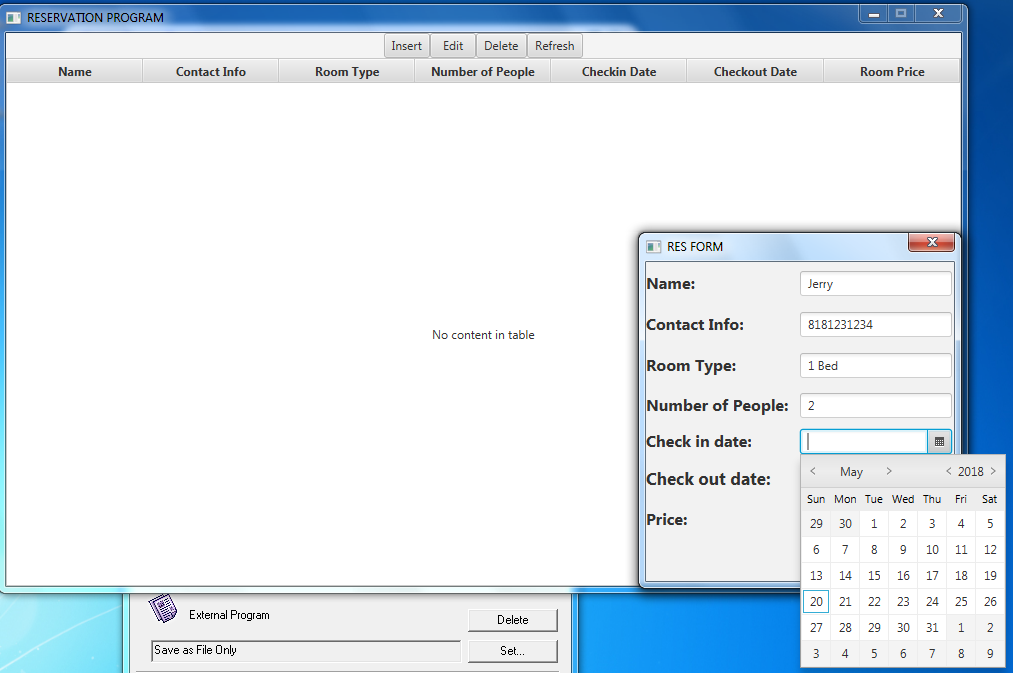 RESERVATION PROGRAM
Insert Edit Delete Refresh
Name Contact Info Room Type Number of People Checkin Date Checkout Date Room Price
No content in table
RES FORM
Name: Jerry
Contact Info: 8181231234
Room Type: 1 Bed
Number of People: 2
Check in date:
Check out date:
Price:
< May > < 2018 >
Sun Mon Tue Wed Thu Fri Sat
29 30 1 2 3 4 5
6 7 8 9 10 11 12
13 14 15 16 17 18 19
20 21 22 23 24 25 26
27 28 29 30 31 1 2
3 4 5 6 7 8 9
External Program
Delete
Save as File Only
Set...